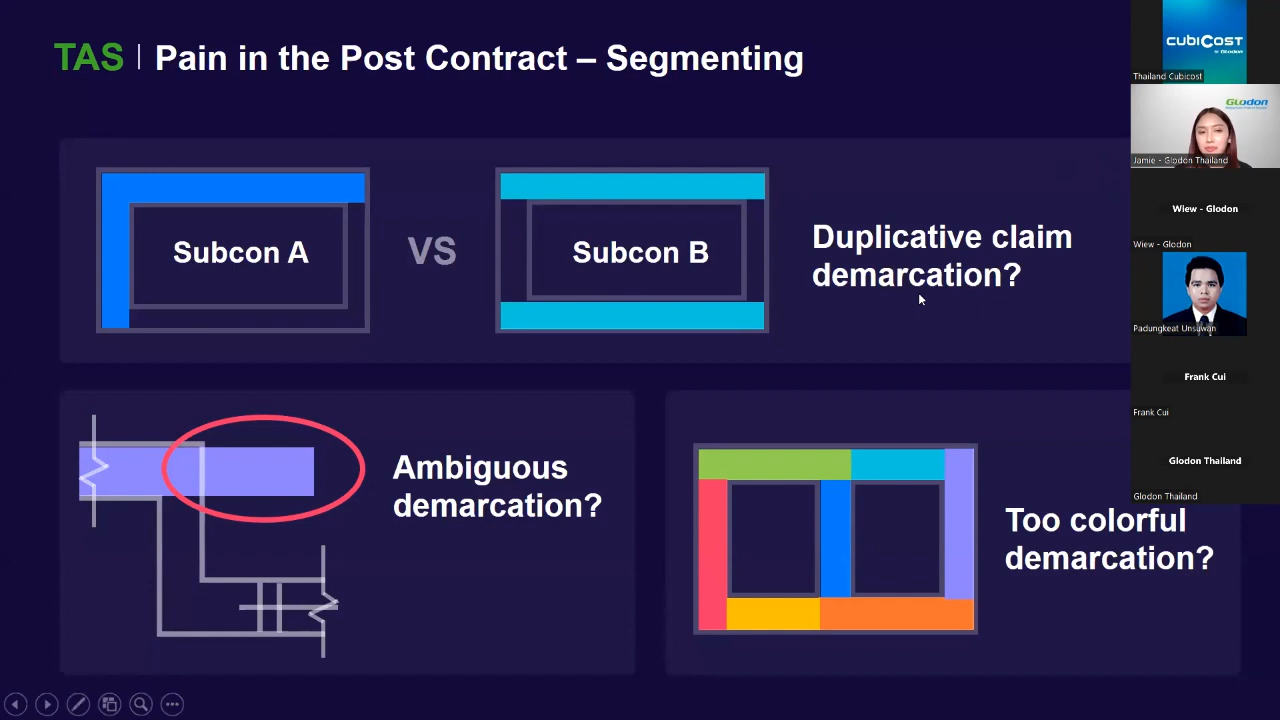 TAS | Pain in the Post Contract – Segmenting
Subcon A
VS
Subcon B
Duplicative claim
demarcation?
Ambiguous
demarcation?
Too colorful
demarcation?
CUBICOST
BY Glodon
Thailand Cubicost
GLodon
Jamie - Glodon Thailand
Wiew - Glodon
Wiew - Glodon
Padungkeat Unsuwan
Frank Cui
Frank Cui
Glodon Thailand
Glodon Thailand